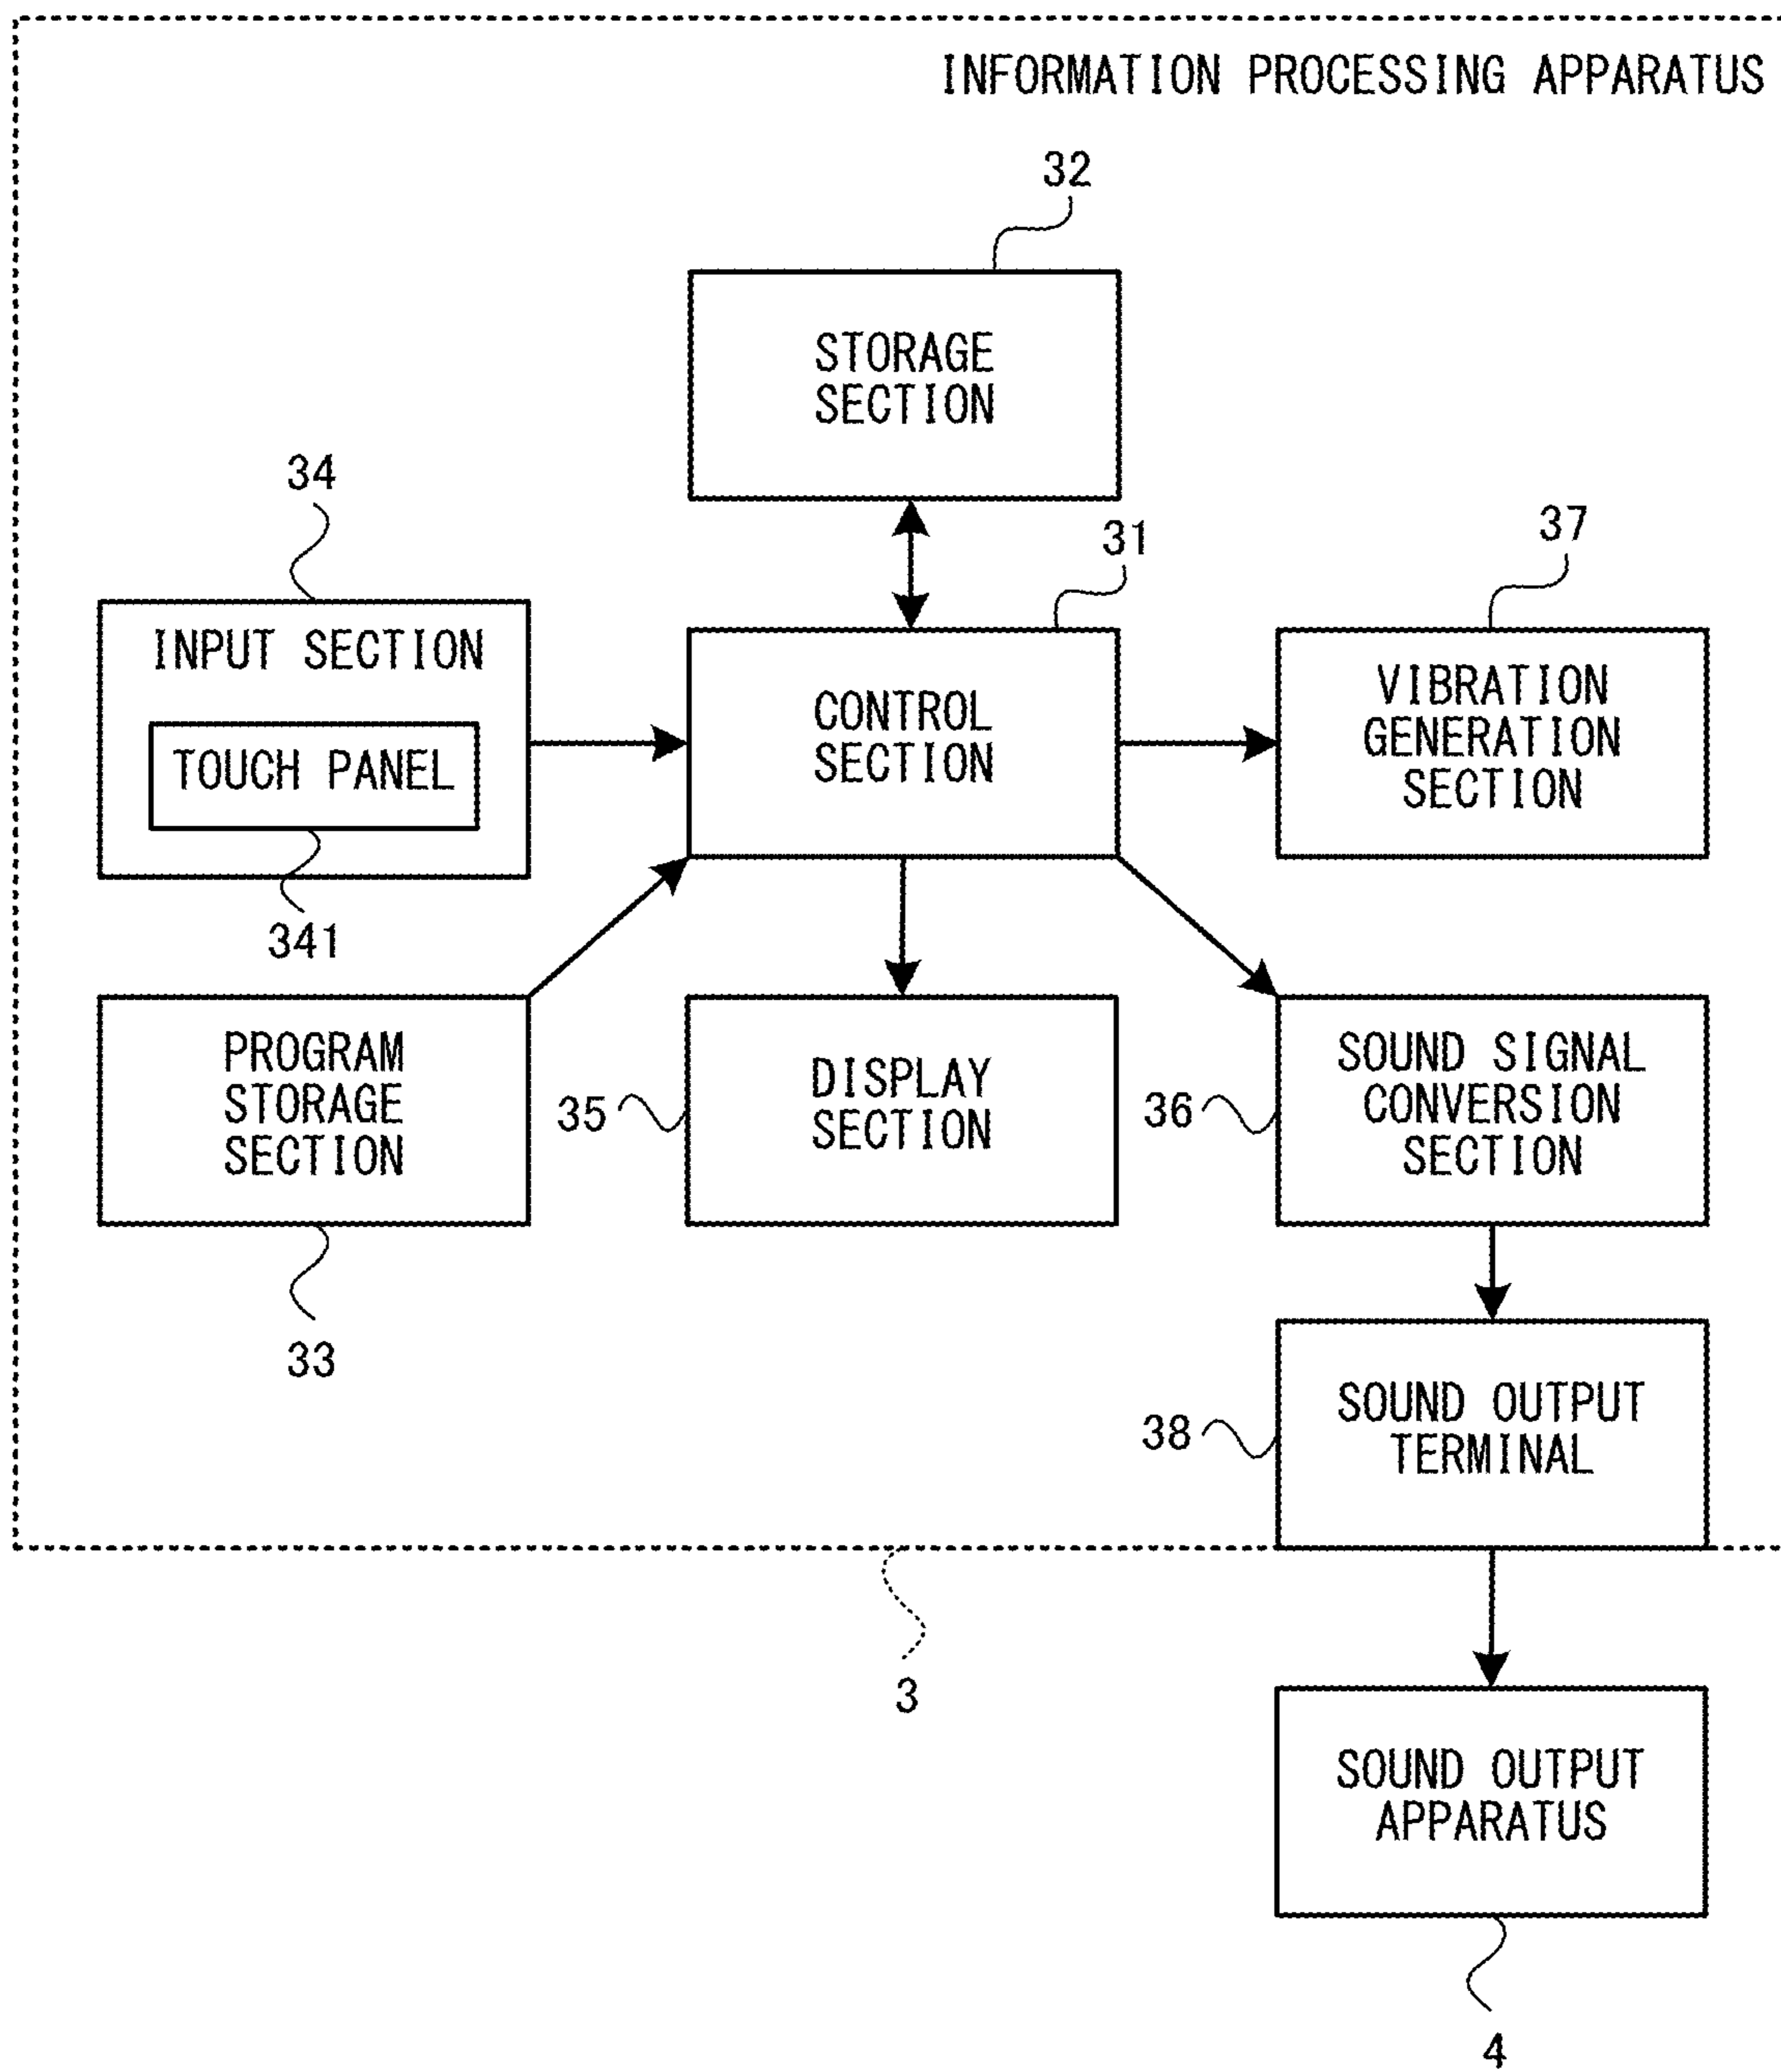 INFORMATION PROCESSING APPARATUS
32
STORAGE
SECTION
34
31
37
INPUT SECTION
TOUCH PANEL
341
CONTROL
SECTION
VIBRATION
GENERATION
SECTION
PROGRAM
STORAGE
SECTION
33
35
DISPLAY
SECTION
36
SOUND SIGNAL
CONVERSION
SECTION
38
SOUND OUTPUT
TERMINAL
3
SOUND OUTPUT
APPARATUS
4